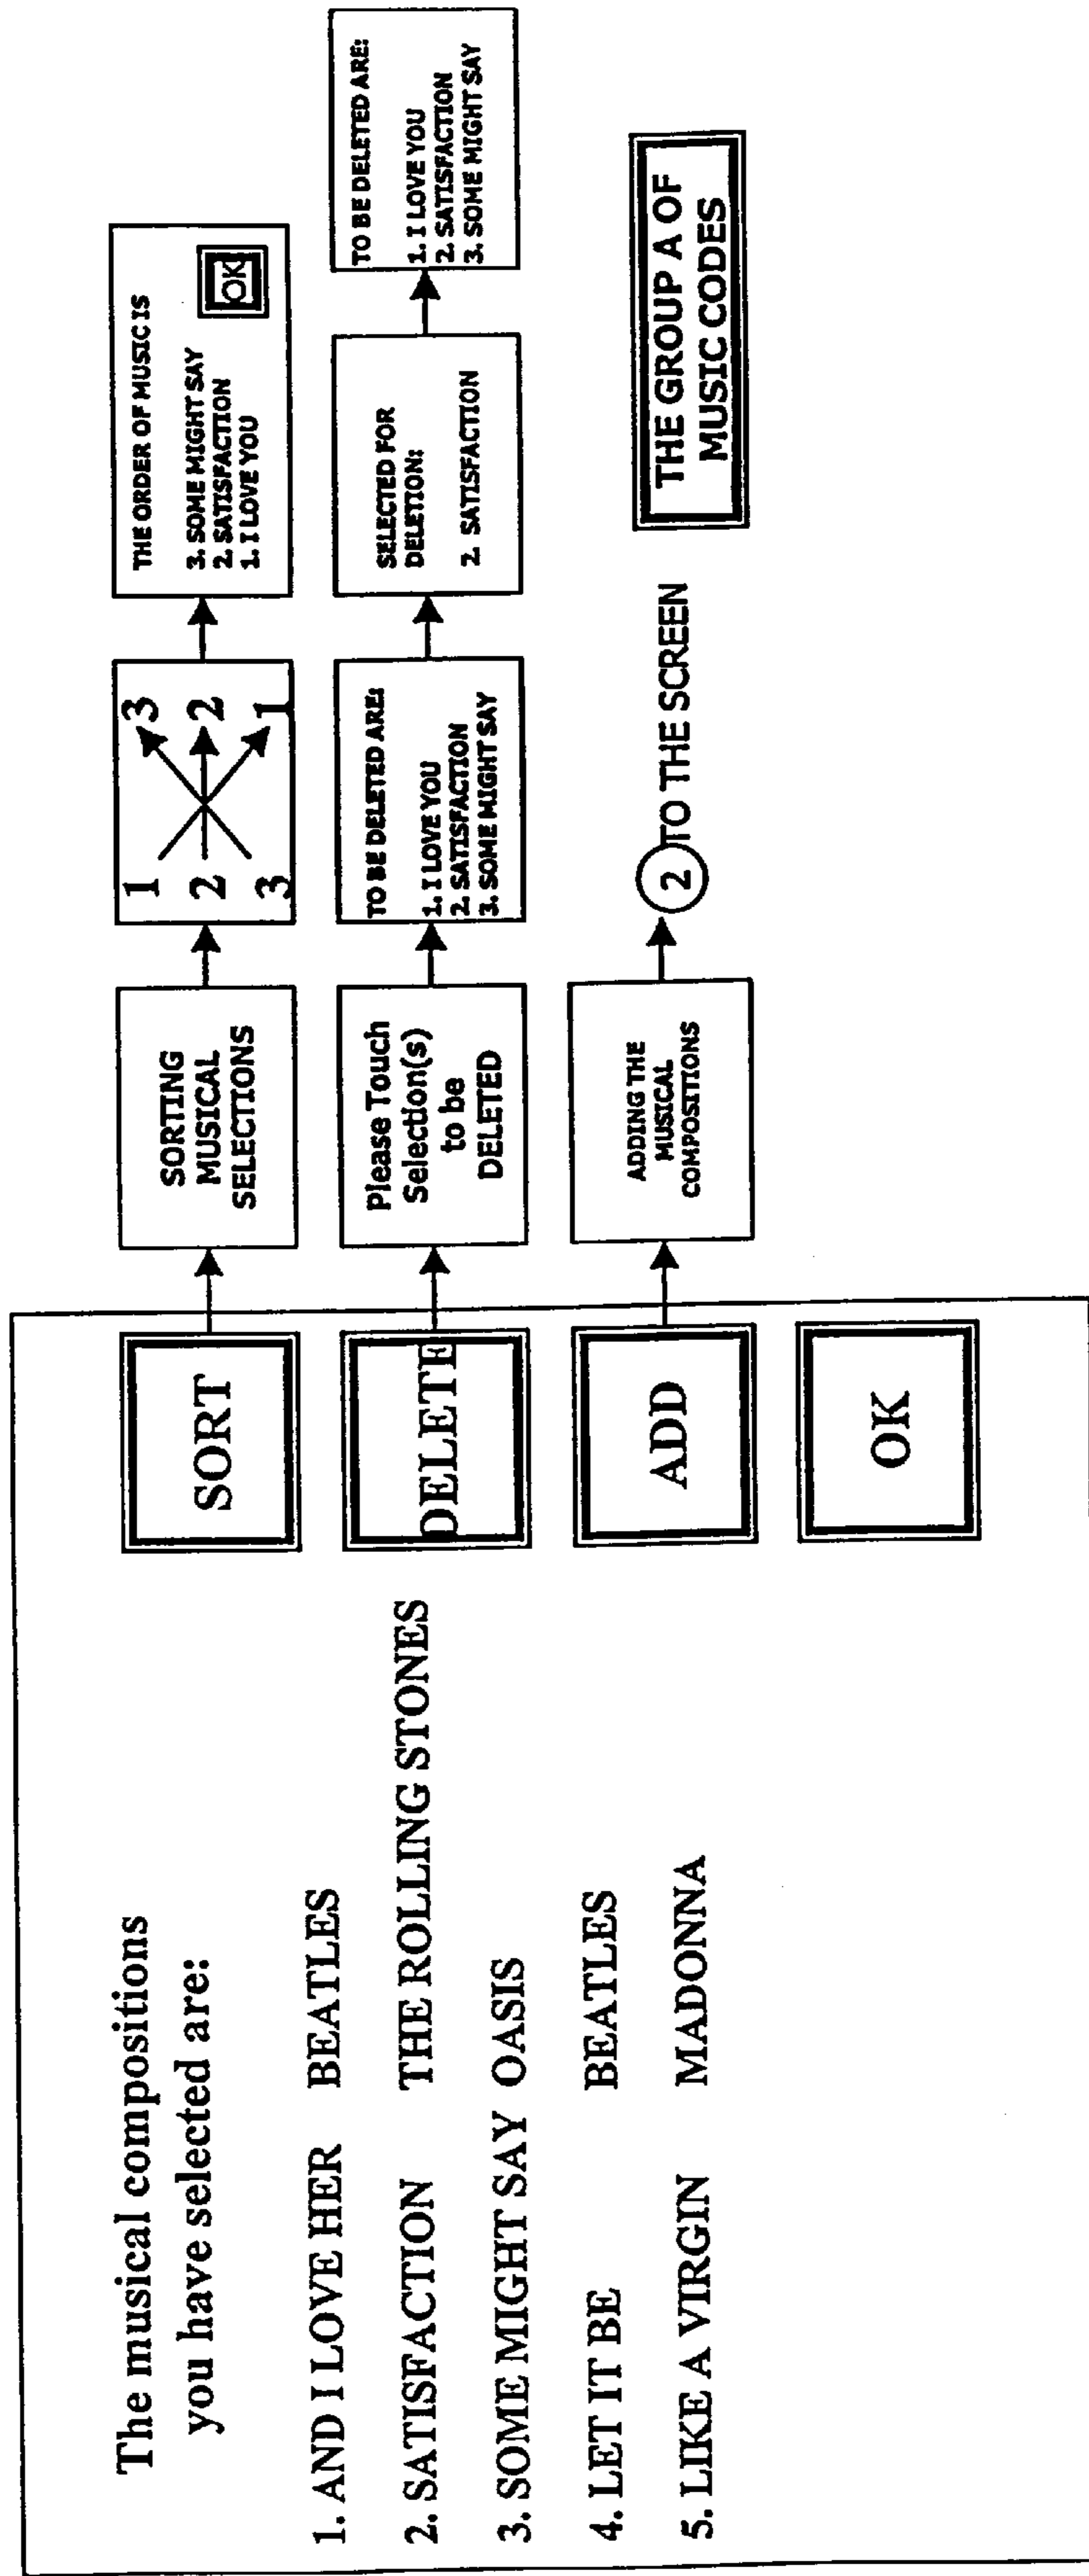 The musical compositions
you have selected are:
1. AND I LOVE HER BEATLES
2. SATISFACTION THE ROLLING STONES
3. SOME MIGHT SAY OASIS
4. LET IT BE BEATLES
5. LIKE A VIRGIN MADONNA
SORT
SORTING
MUSICAL
SELECTIONS
1 3
2 2
3 1
THE ORDER OF MUSIC IS
3. SOME MIGHT SAY
2. SATISFACTION
1. I LOVE YOU
OK
DELETE
Please Touch
Selection(s)
to be
DELETED
TO BE DELETED ARE:
1. I LOVE YOU
2. SATISFACTION
3. SOME MIGHT SAY
SELECTED FOR
DELETION:
2. SATISFACTION
TO BE DELETED ARE:
1. I LOVE YOU
2. SATISFACTION
3. SOME MIGHT SAY
ADD
ADDING THE
MUSICAL
COMPOSITIONS
2 TO THE SCREEN
OK
THE GROUP A OF
MUSIC CODES